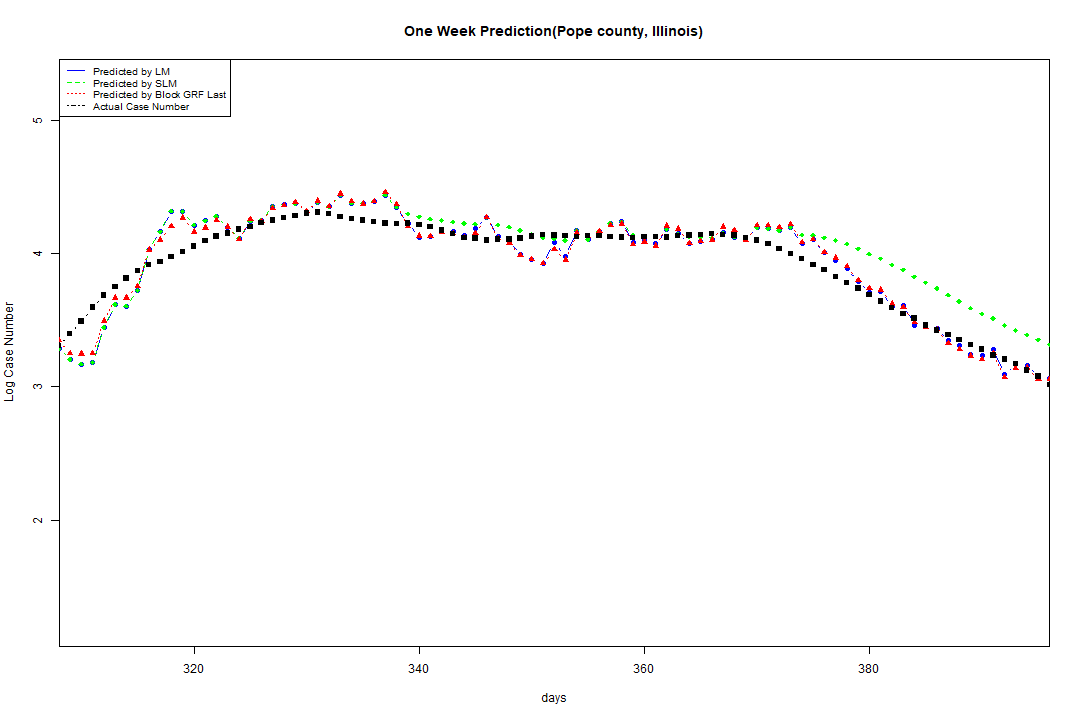 One Week Prediction(Pope county, Illinois)
Predicted by LM
Predicted by SLM
Predicted by Block GRF Last
Actual Case Number
5
4
3
2
Log Case Number
320
340
360
380
days